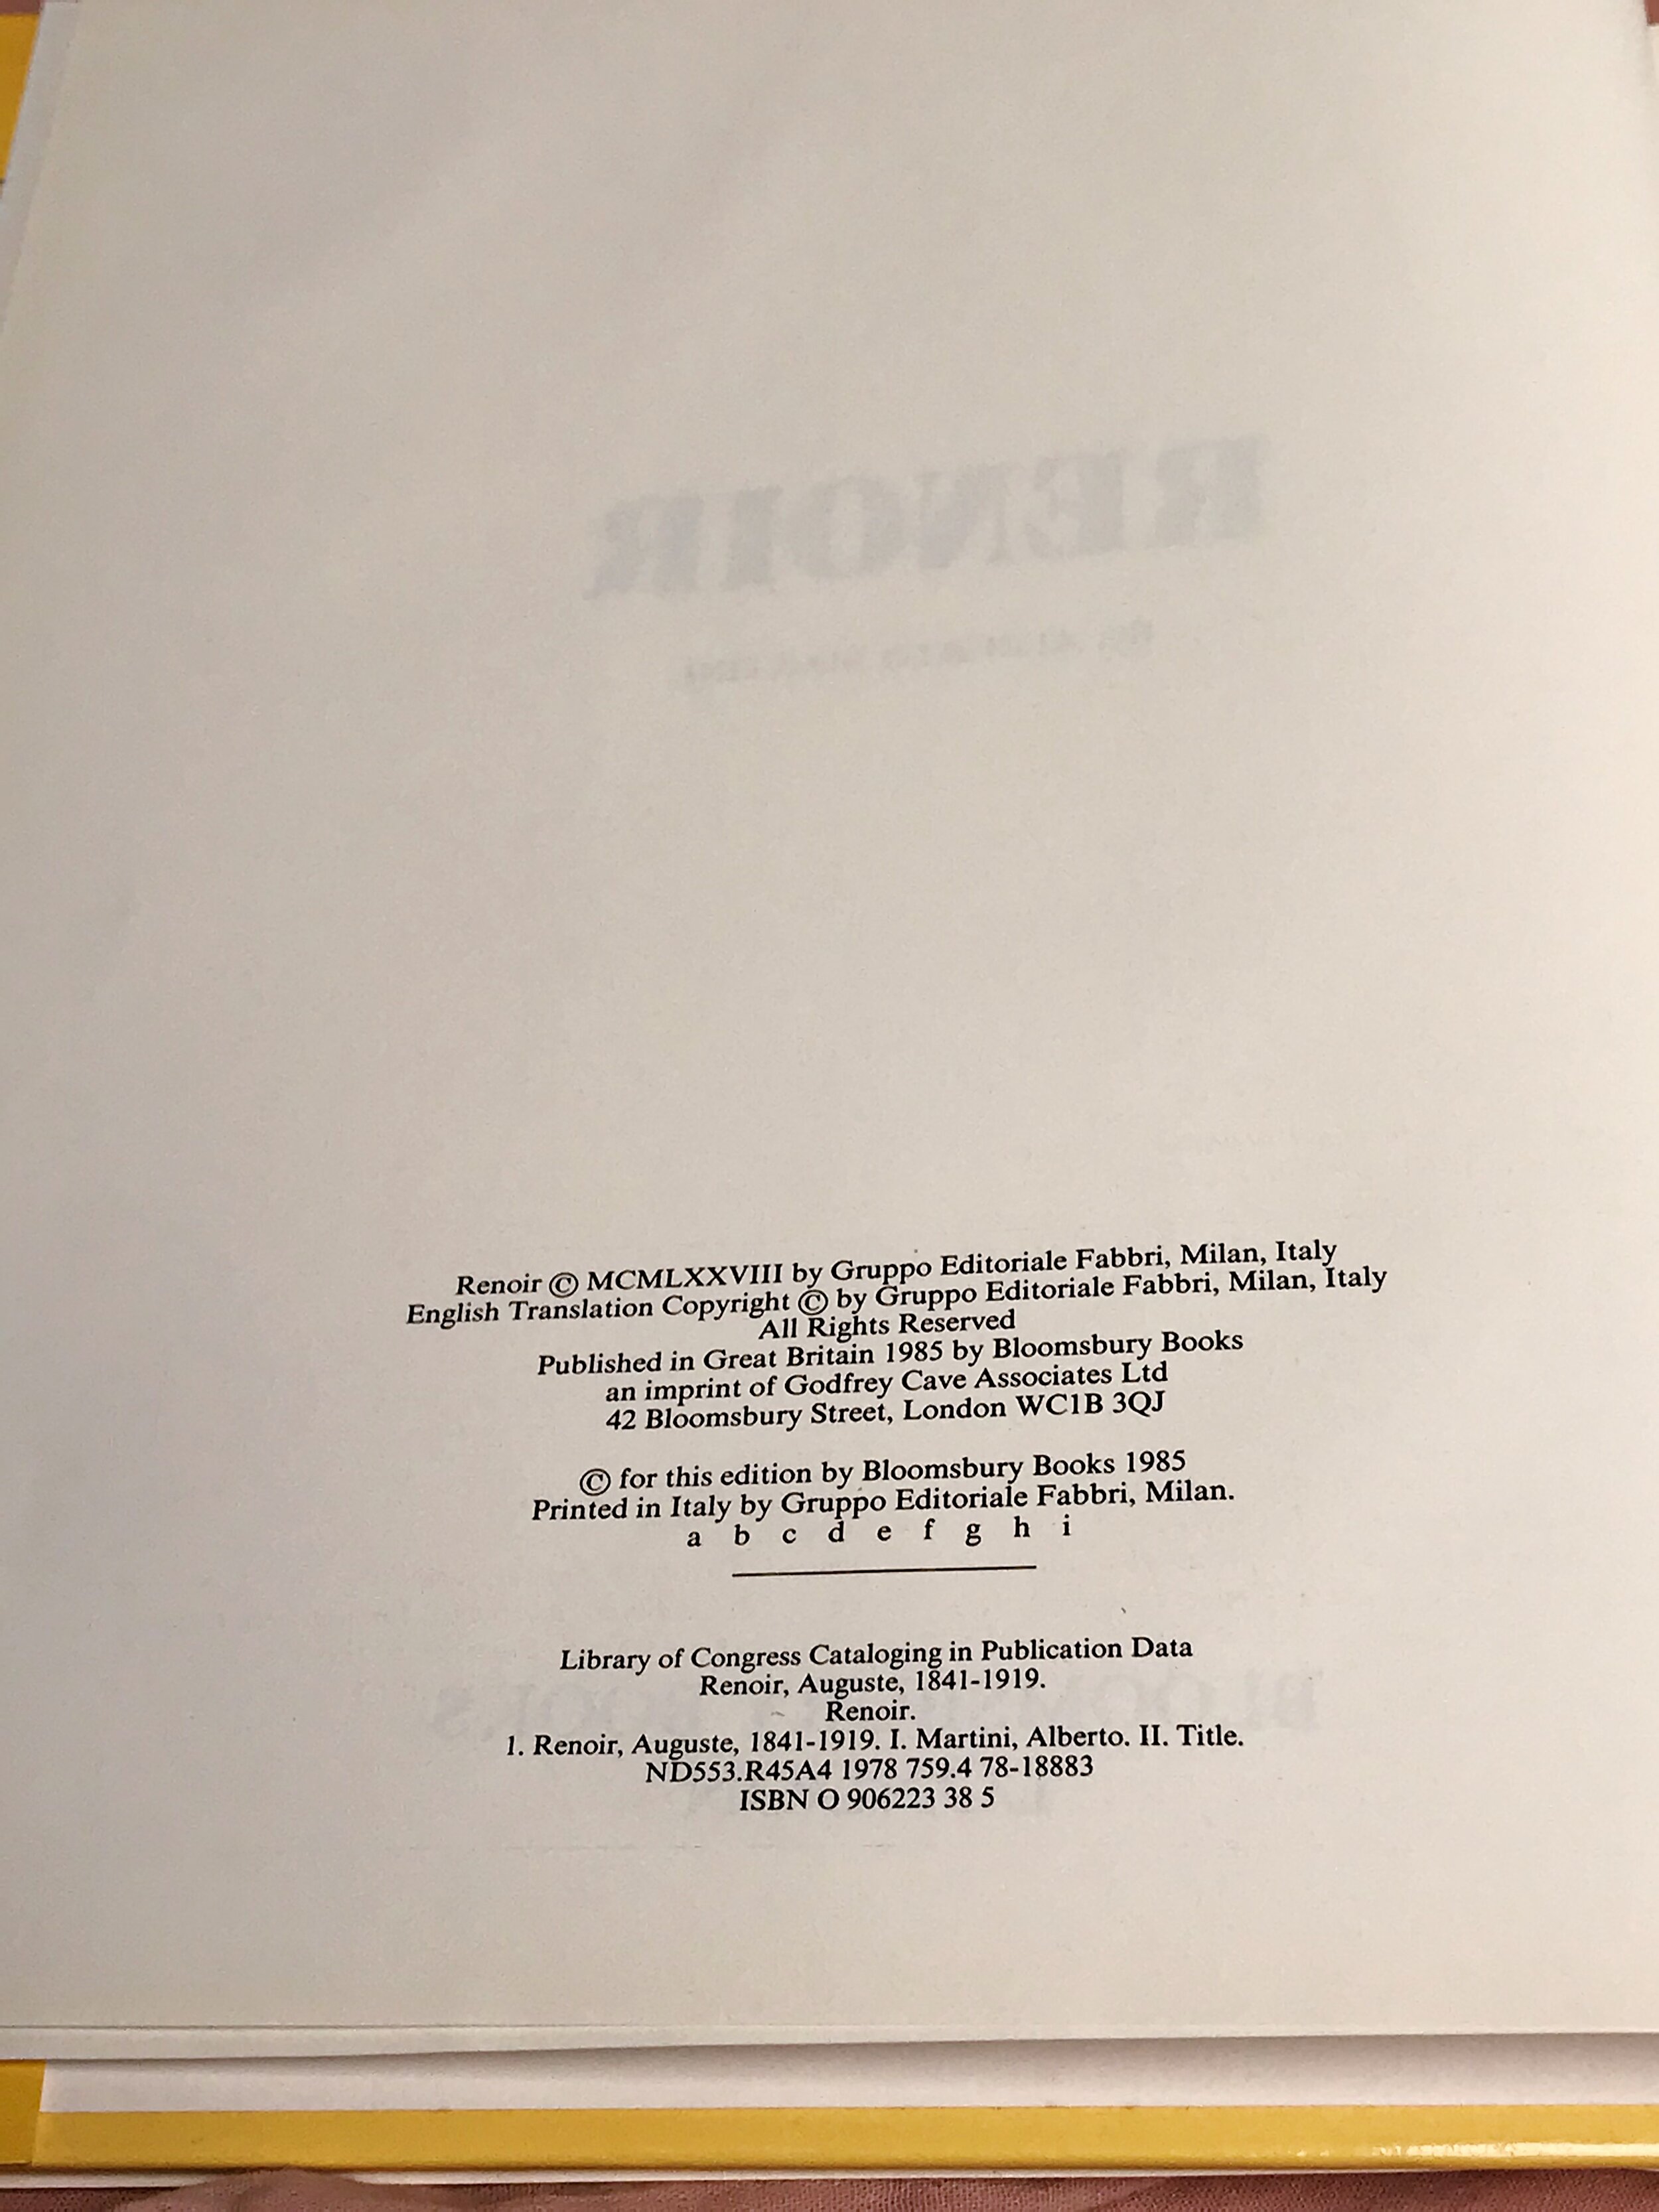 RENOIR
Renoir © MCMLXXVIII by Gruppo Editoriale Fabbri, Milan, Italy
English Translation Copyright © by Gruppo Editoriale Fabbri, Milan, Italy
All Rights Reserved
Published in Great Britain 1985 by Bloomsbury Books
an imprint of Godfrey Cave Associates Ltd
42 Bloomsbury Street, London WC1B 3QJ
© for this edition by Bloomsbury Books 1985
Printed in Italy by Gruppo Editoriale Fabbri, Milan.
a b c d e f g h i
Library of Congress Cataloging in Publication Data
Renoir, Auguste, 1841-1919.
Renoir.
1. Renoir, Auguste, 1841-1919. I. Martini, Alberto. II. Title.
ND553.R45A4 1978 759.4 78-18883
ISBN O 906223 38 5